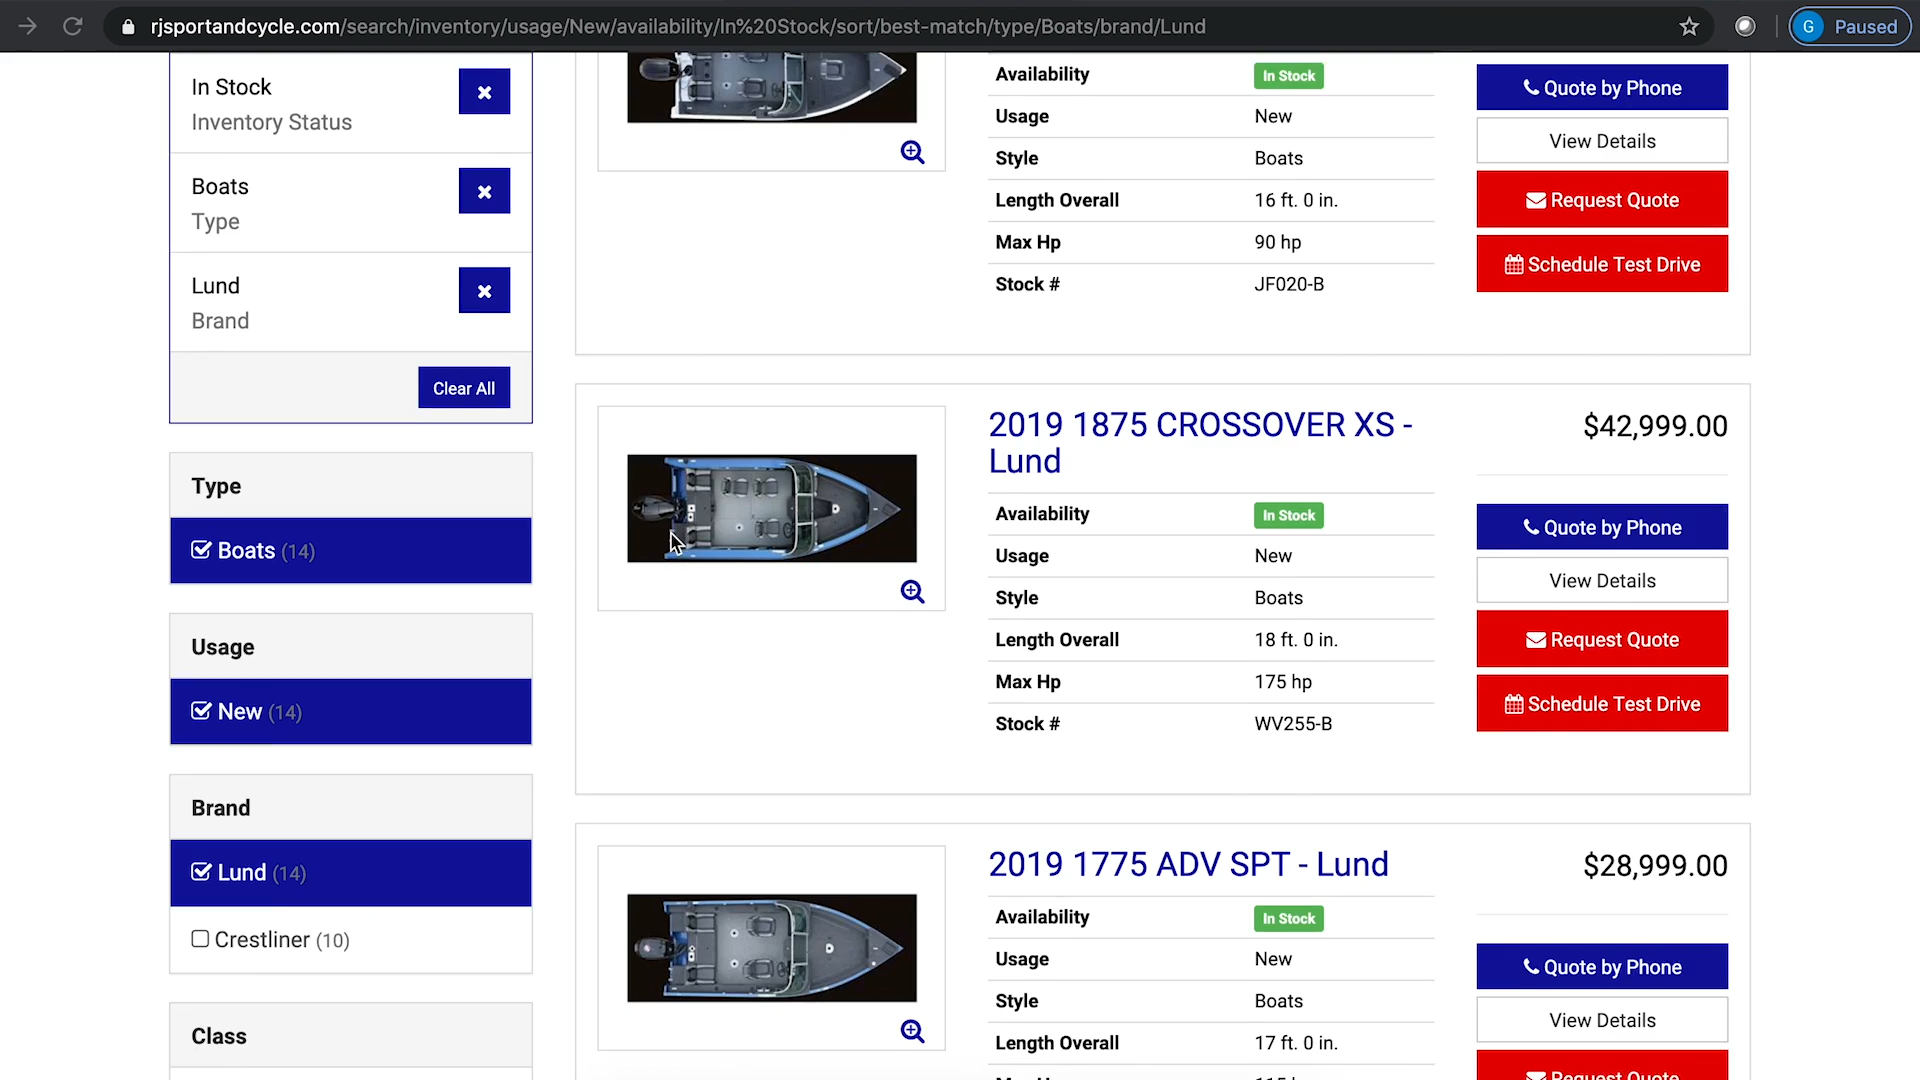 rjsportandcycle.com/search/inventory/usage/New/availability/In%20Stock/sort/best-match/type/Boats/brand/Lund
G Paused
In Stock
Inventory Status
Boats
Type
Lund
Brand
Clear All
Type
Boats (14)
Usage
New (14)
Brand
Lund (14)
Crestliner (10)
Class
Availability In Stock
Usage New
Style Boats
Length Overall 16 ft. 0 in.
Max Hp 90 hp
Stock # JF020-B
Quote by Phone
View Details
Request Quote
Schedule Test Drive
2019 1875 CROSSOVER XS -
Lund
$42,999.00
Availability In Stock
Usage New
Style Boats
Length Overall 18 ft. 0 in.
Max Hp 175 hp
Stock # WV255-B
Quote by Phone
View Details
Request Quote
Schedule Test Drive
2019 1775 ADV SPT - Lund
$28,999.00
Availability In Stock
Usage New
Style Boats
Length Overall 17 ft. 0 in.
Quote by Phone
View Details
Request Quote